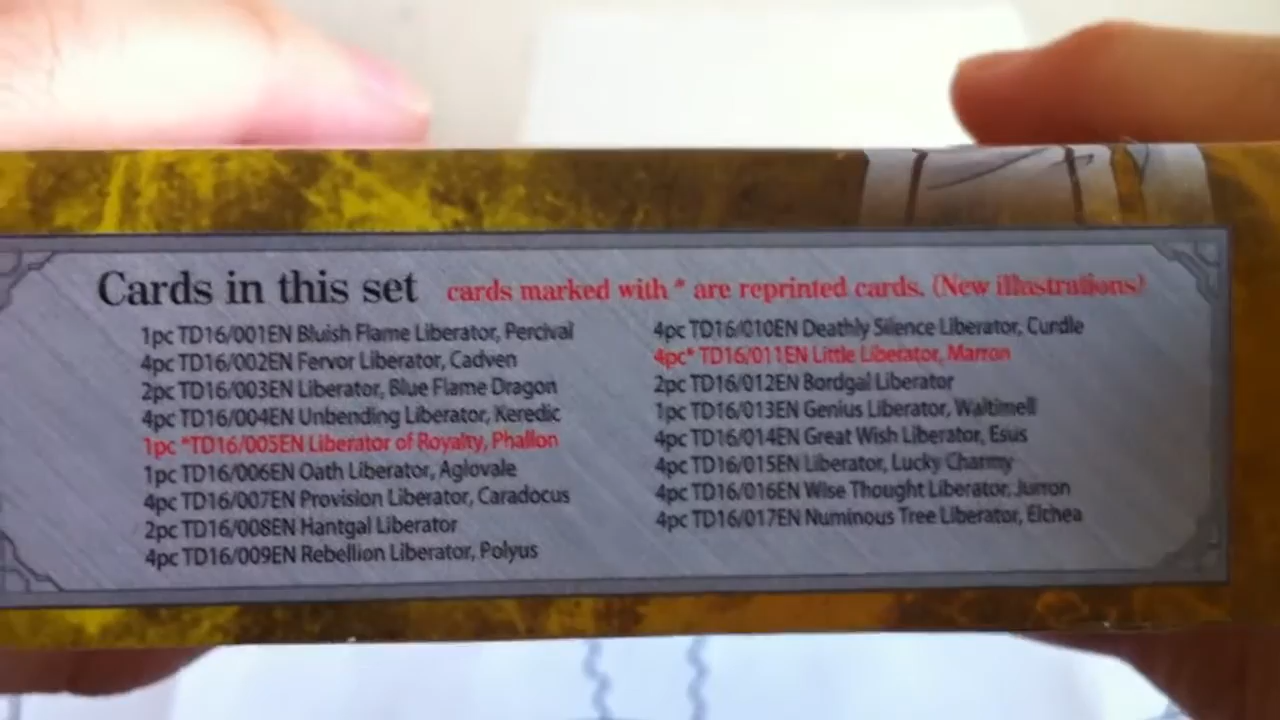 Cards in this set cards marked with * are reprinted cards. (New illustrations)
1pc TD16/001EN Bluish Flame Liberator, Percival
4pc TD16/002EN Fervor Liberator, Cadven
2pc TD16/003EN Liberator, Blue Flame Dragon
4pc TD16/004EN Unbending Liberator, Keredic
1pc *TD16/005EN Liberator of Royalty, Phallon
1pc TD16/006EN Oath Liberator, Aglovale
4pc TD16/007EN Provision Liberator, Caradocus
2pc TD16/008EN Hantgal Liberator
4pc TD16/009EN Rebellion Liberator, Polyus
4pc TD16/010EN Deathly Silence Liberator, Curdle
4pc* TD16/011EN Little Liberator, Marron
2pc TD16/012EN Bordgal Liberator
1pc TD16/013EN Genius Liberator, Waltimell
4pc TD16/014EN Great Wish Liberator, Esus
4pc TD16/015EN Liberator, Lucky Charmy
4pc TD16/016EN Wise Thought Liberator, Jurron
4pc TD16/017EN Numinous Tree Liberator, Elchea